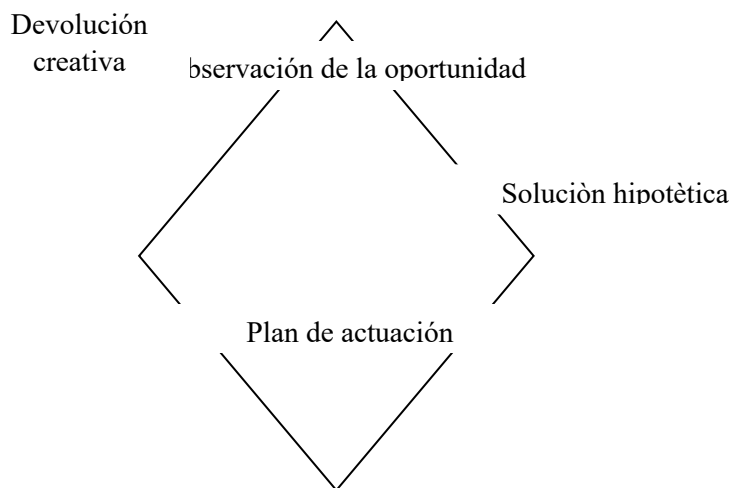 Devolución
creativa
bservación de la oportunidad
Soluciòn hipotètica
Plan de actuación